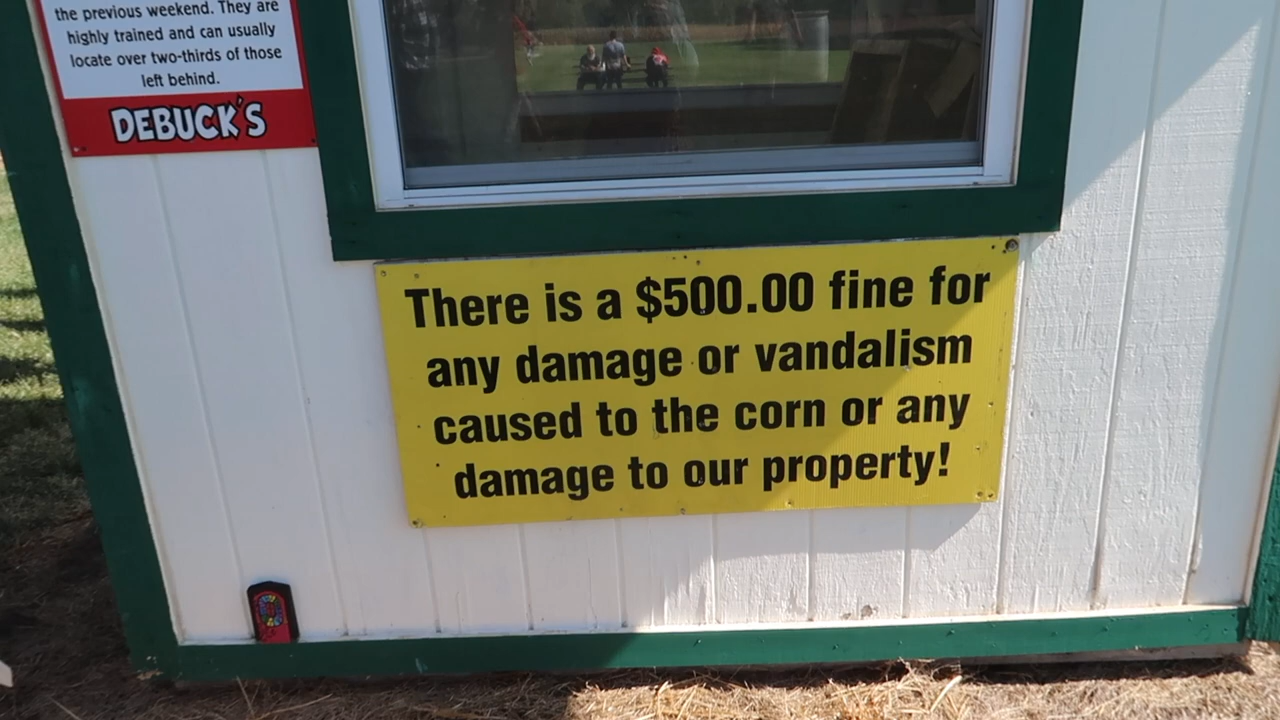 the previous weekend. They are
highly trained and can usually
locate over two-thirds of those
left behind.
DEBUCK'S
There is a $500.00 fine for
any damage or vandalism
caused to the corn or any
damage to our property!